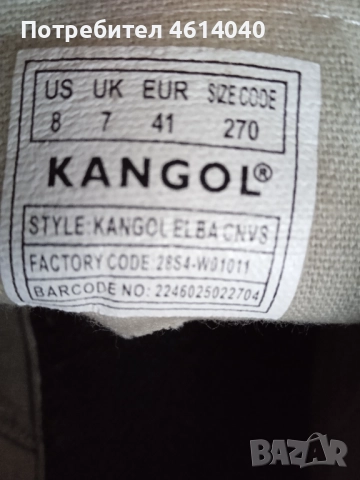 Потребител 4614040
US UK EUR SIZE CODE
8 7 41 270
KANGOL®
STYLE: KANGOL ELBA CNVS
FACTORY CODE: 28S4-W01011
BARCODE NO: 2246025022704
BAZAR